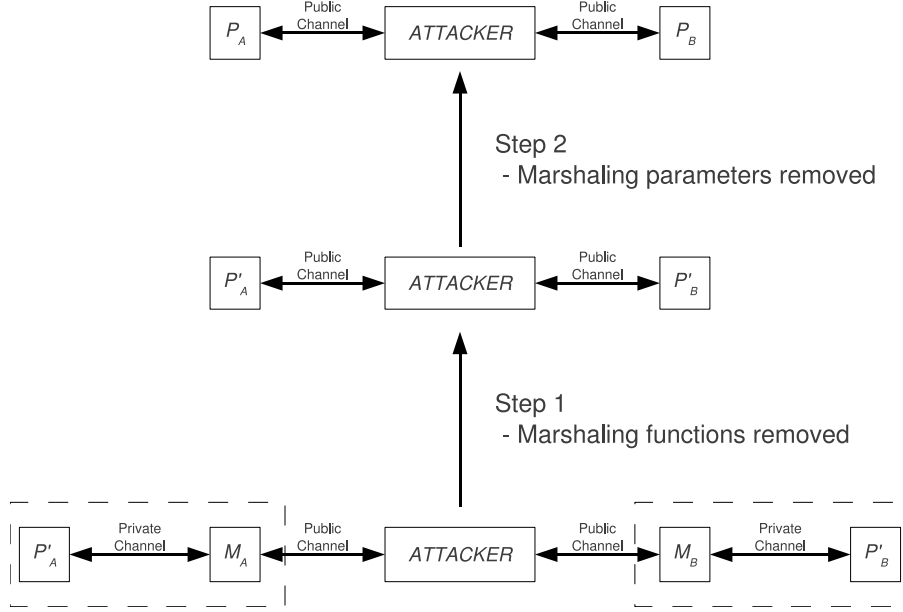 Public
Channel
Public
Channel
P_A
ATTACKER
P_B
Step 2
- Marshaling parameters removed
Public
Channel
Public
Channel
P'_A
ATTACKER
P'_B
Step 1
- Marshaling functions removed
Private
Channel
Public
Channel
Public
Channel
Private
Channel
P'_A
M_A
ATTACKER
M_B
P'_B